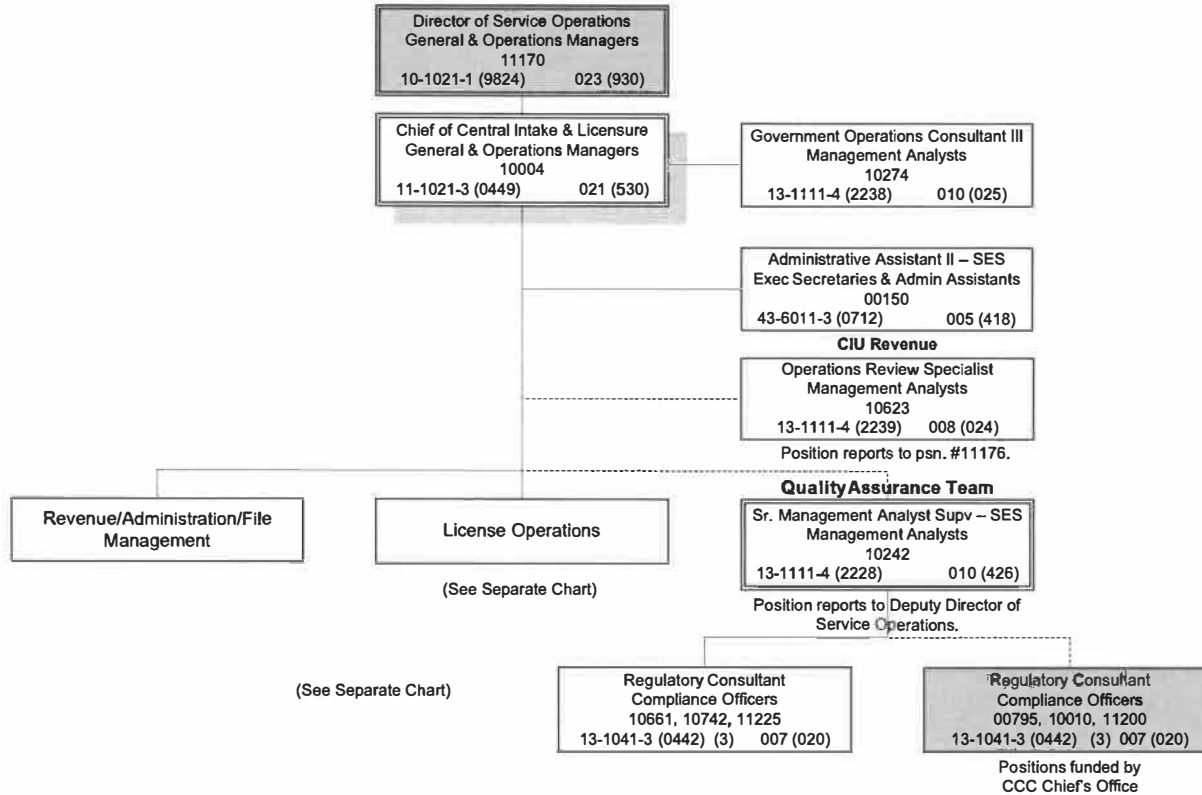 Director of Service Operations
General & Operations Managers
11170
10-1021-1 (9824) 023 (930)
Chief of Central Intake & Licensure
General & Operations Managers
10004
11-1021-3 (0449) 021 (530)
Government Operations Consultant III
Management Analysts
10274
13-1111-4 (2238) 010 (025)
Administrative Assistant II – SES
Exec Secretaries & Admin Assistants
00150
43-6011-3 (0712) 005 (418)
CIU Revenue
Operations Review Specialist
Management Analysts
10623
13-1111-4 (2239) 008 (024)
Position reports to psn. #11176.
Revenue/Administration/File
Management
License Operations
(See Separate Chart)
Quality Assurance Team
Sr. Management Analyst Supv – SES
Management Analysts
10242
13-1111-4 (2228) 010 (426)
Position reports to Deputy Director of
Service Operations.
(See Separate Chart)
Regulatory Consultant
Compliance Officers
10661, 10742, 11225
13-1041-3 (0442) (3) 007 (020)
Regulatory Consultant
Compliance Officers
00795, 10010, 11200
13-1041-3 (0442) (3) 007 (020)
Positions funded by
CCC Chief's Office